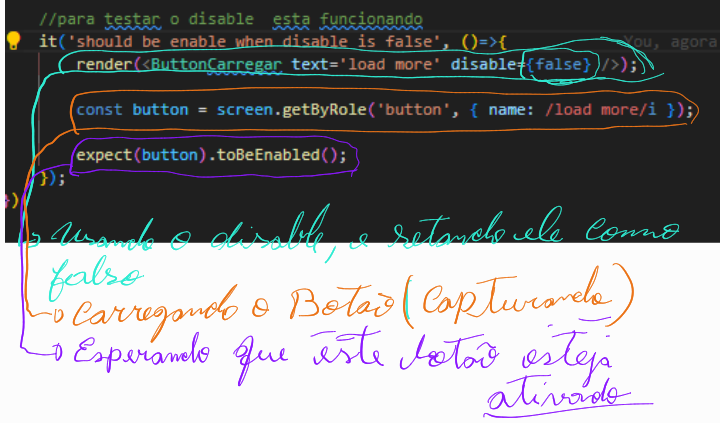 //para testar o disable esta funcionando
it('should be enable when disable is false', ()=>{ You, agora
render(<ButtonCarregar text='load more' disable={false} />);
const button = screen.getByRole('button', { name: /load more/i });
expect(button).toBeEnabled();
});
})
Usando o disable, e setando ele como
falso
Carregando o Botão (Capturando)
Esperando que este botão esteja
ativado